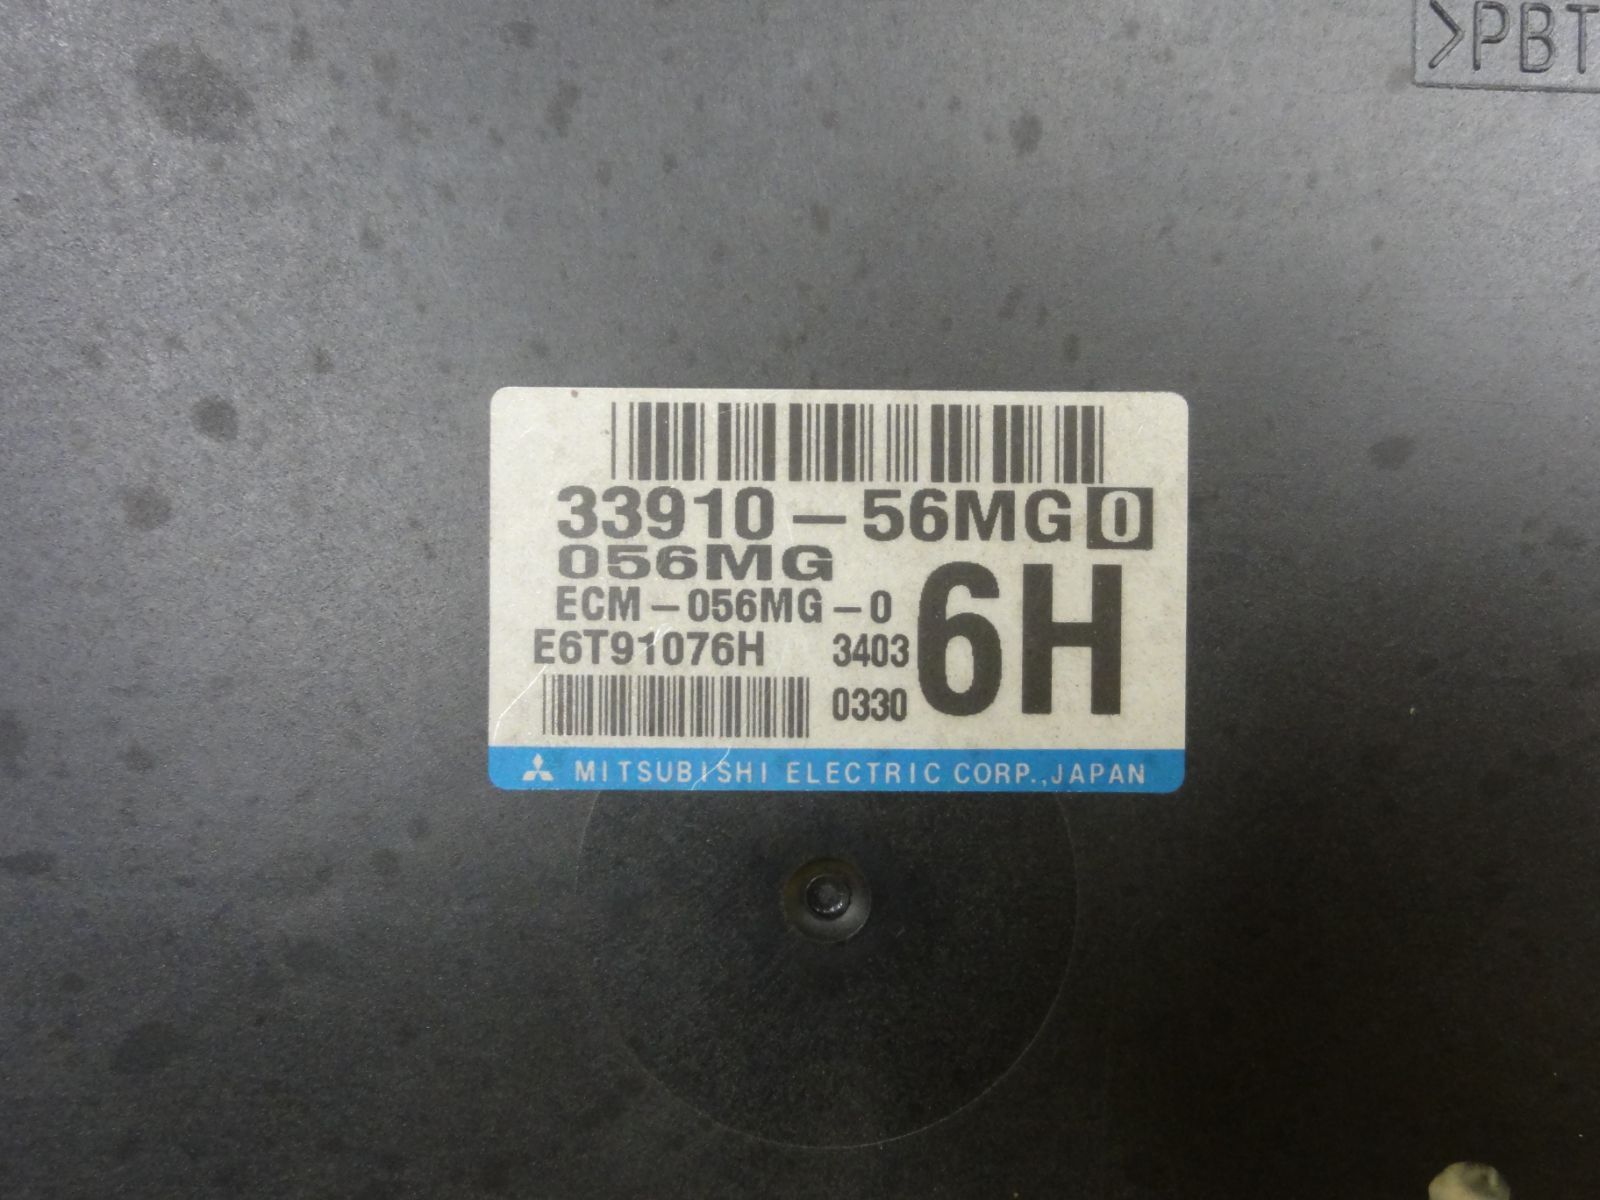 >PBT
33910-56MG0
056MG
ECM-056MG-0
6H
E6T91076H 3403
0330
MITSUBISHI ELECTRIC CORP.,JAPAN